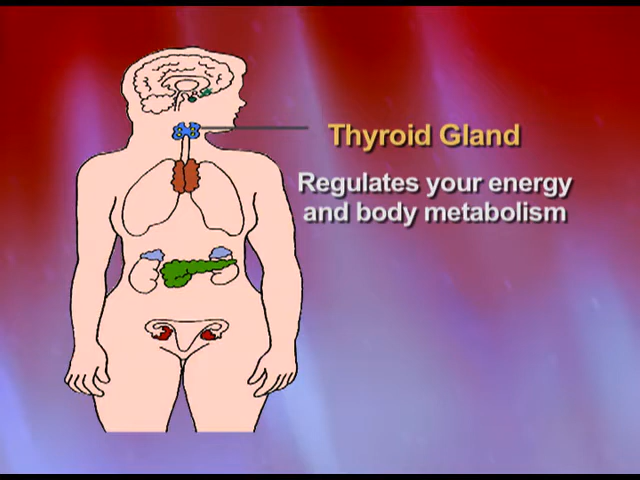 Thyroid Gland
Regulates your energy
and body metabolism